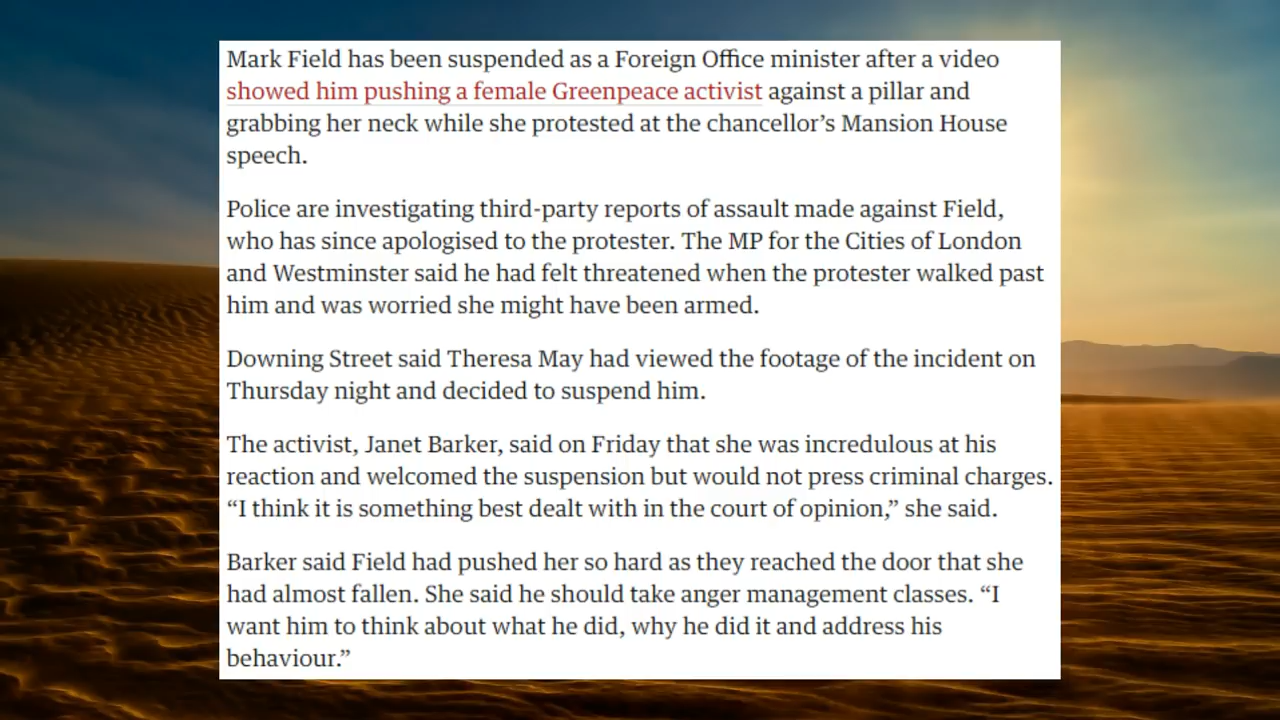 Mark Field has been suspended as a Foreign Office minister after a video
showed him pushing a female Greenpeace activist against a pillar and
grabbing her neck while she protested at the chancellor’s Mansion House
speech.
Police are investigating third-party reports of assault made against Field,
who has since apologised to the protester. The MP for the Cities of London
and Westminster said he had felt threatened when the protester walked past
him and was worried she might have been armed.
Downing Street said Theresa May had viewed the footage of the incident on
Thursday night and decided to suspend him.
The activist, Janet Barker, said on Friday that she was incredulous at his
reaction and welcomed the suspension but would not press criminal charges.
“I think it is something best dealt with in the court of opinion,” she said.
Barker said Field had pushed her so hard as they reached the door that she
had almost fallen. She said he should take anger management classes. “I
want him to think about what he did, why he did it and address his
behaviour.”